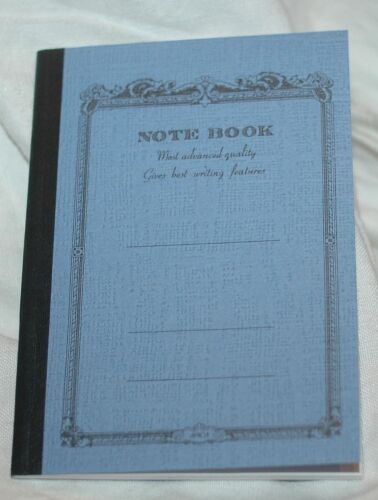 NOTE BOOK
Most advanced quality
Gives best writing features